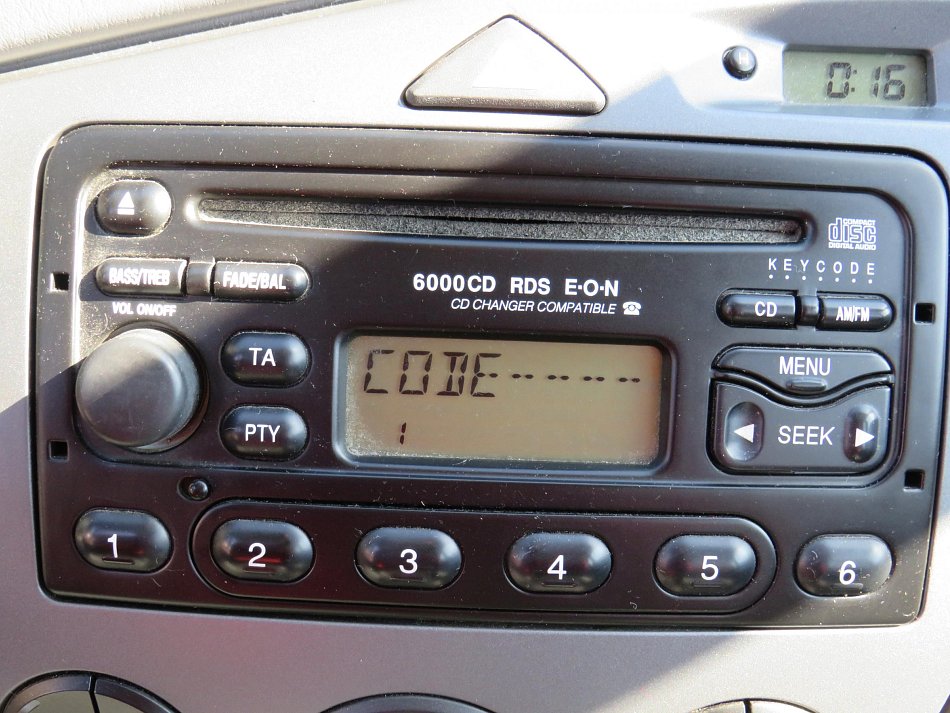 0:16
COMPACT
disc
DIGITAL AUDIO
KEYCODE
BASS/TREB
FADE/BAL
6000CD RDS E·O·N
CD CHANGER COMPATIBLE
CD
AM/FM
VOL ON/OFF
TA
CODE----
1
MENU
PTY
SEEK
1
2
3
4
5
6